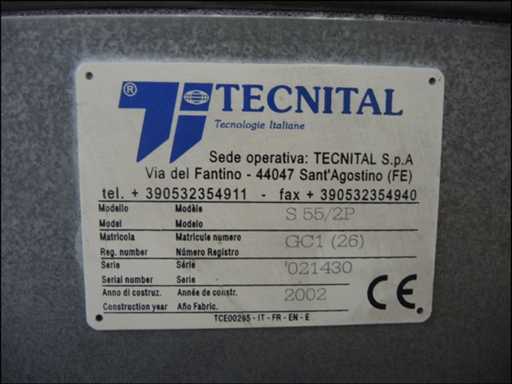 ® TECNITAL
Tecnologie Italiane
Sede operativa: TECNITAL S.p.A
Via del Fantino - 44047 Sant'Agostino (FE)
tel. + 390532354911 - fax + 390532354940
Modello Modèle S 55/2P
Model Modelo
Matricola Matricule numero GC1 (26)
Reg. number Número Registro
Serie Série '021430
Serial number Serie
Anno di costruz. Année de constr. 2002
Construction year Año Fabric. CE
TCE00265 - IT - FR - EN - E